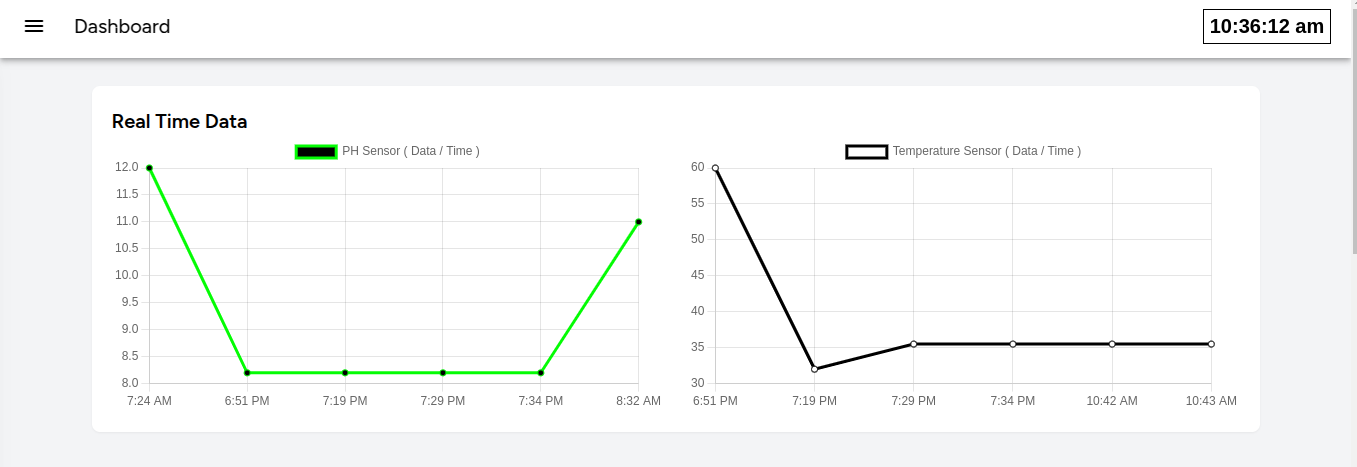 Dashboard
10:36:12 am
Real Time Data
PH Sensor ( Data / Time )
12.0
11.5
11.0
10.5
10.0
9.5
9.0
8.5
8.0
7:24 AM 6:51 PM 7:19 PM 7:29 PM 7:34 PM 8:32 AM
Temperature Sensor ( Data / Time )
60
55
50
45
40
35
30
6:51 PM 7:19 PM 7:29 PM 7:34 PM 10:42 AM 10:43 AM